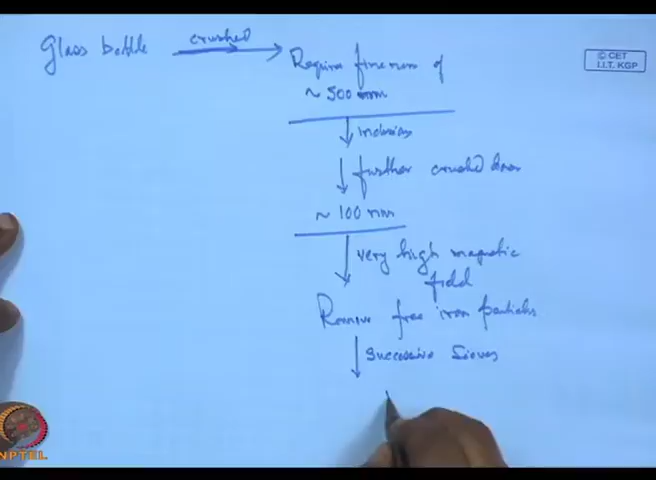 Glass bottle crushed
Require fineness of
~ 500 mm
inclusions
further crushed down
~ 100 mm
very high magnetic
field
Remove free iron particles
successive Sieves
© CET
I.I.T. KGP
NPTEL